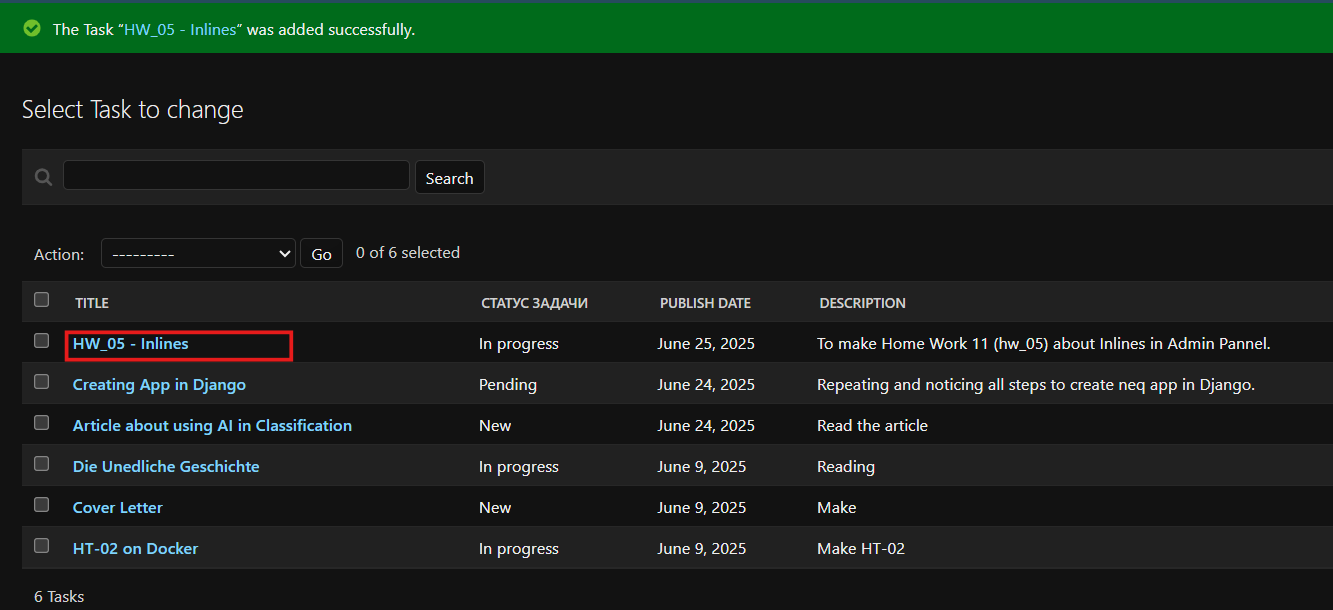 The Task “HW_05 - Inlines” was added successfully.
Select Task to change
Search
Action: --------- Go 0 of 6 selected
TITLE СТАТУС ЗАДАЧИ PUBLISH DATE DESCRIPTION
HW_05 - Inlines In progress June 25, 2025 To make Home Work 11 (hw_05) about Inlines in Admin Pannel.
Creating App in Django Pending June 24, 2025 Repeating and noticing all steps to create neq app in Django.
Article about using AI in Classification New June 24, 2025 Read the article
Die Unedliche Geschichte In progress June 9, 2025 Reading
Cover Letter New June 9, 2025 Make
HT-02 on Docker In progress June 9, 2025 Make HT-02
6 Tasks